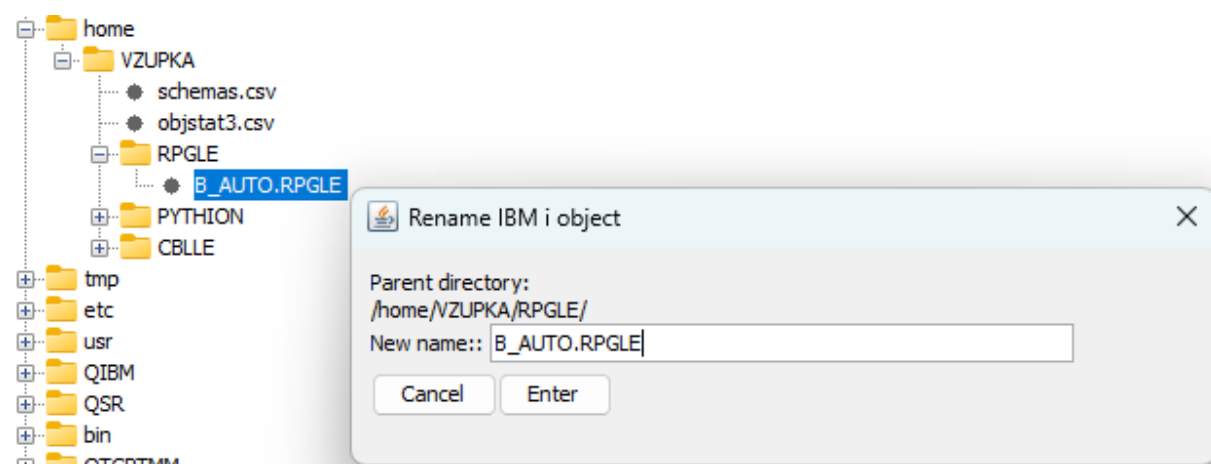 home
VZUPKA
schemas.csv
objstat3.csv
RPGLE
B_AUTO.RPGLE
PYTHION
CBLLE
tmp
etc
usr
QIBM
QSR
bin
Rename IBM i object
Parent directory:
/home/VZUPKA/RPGLE/
New name:: B_AUTO.RPGLE
Cancel Enter